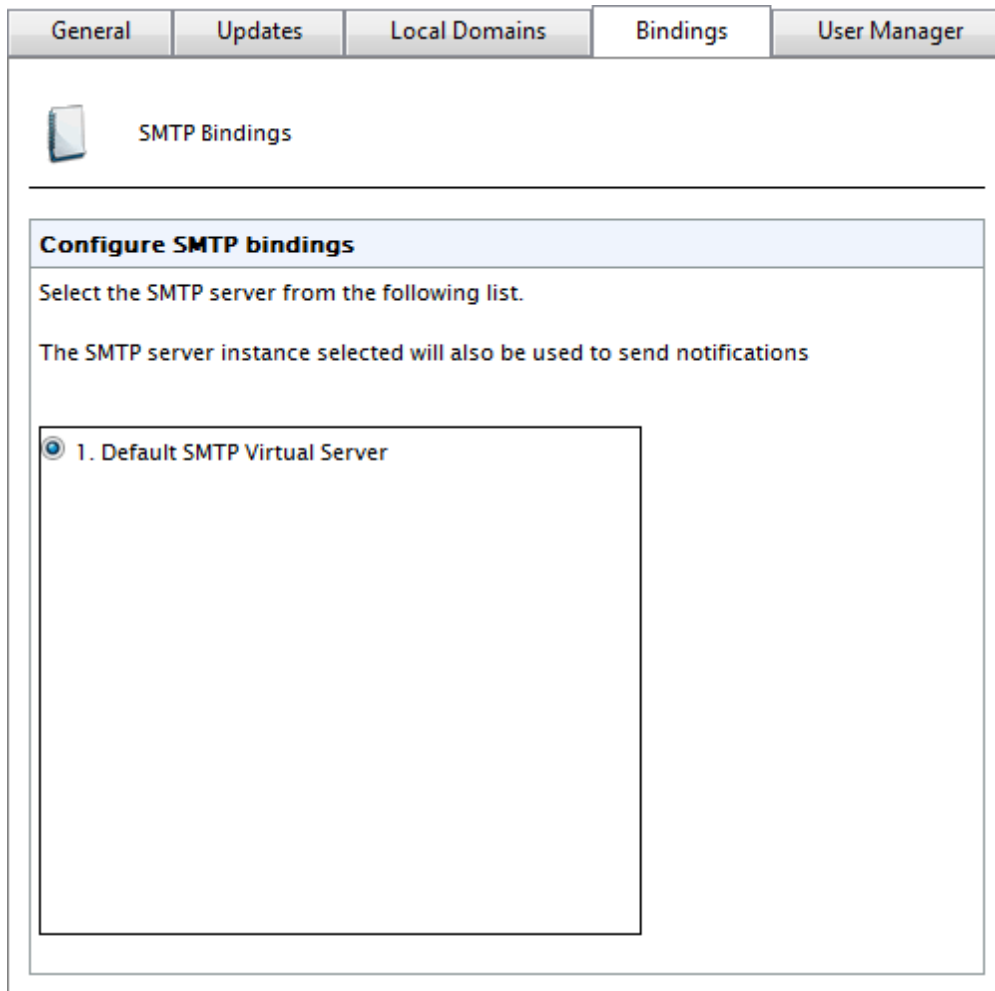 General Updates Local Domains Bindings User Manager
SMTP Bindings
Configure SMTP bindings
Select the SMTP server from the following list.
The SMTP server instance selected will also be used to send notifications
1. Default SMTP Virtual Server